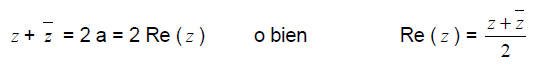 z + z̅ = 2 a = 2 Re ( z ) o bien Re ( z ) = (z + z̅)/2